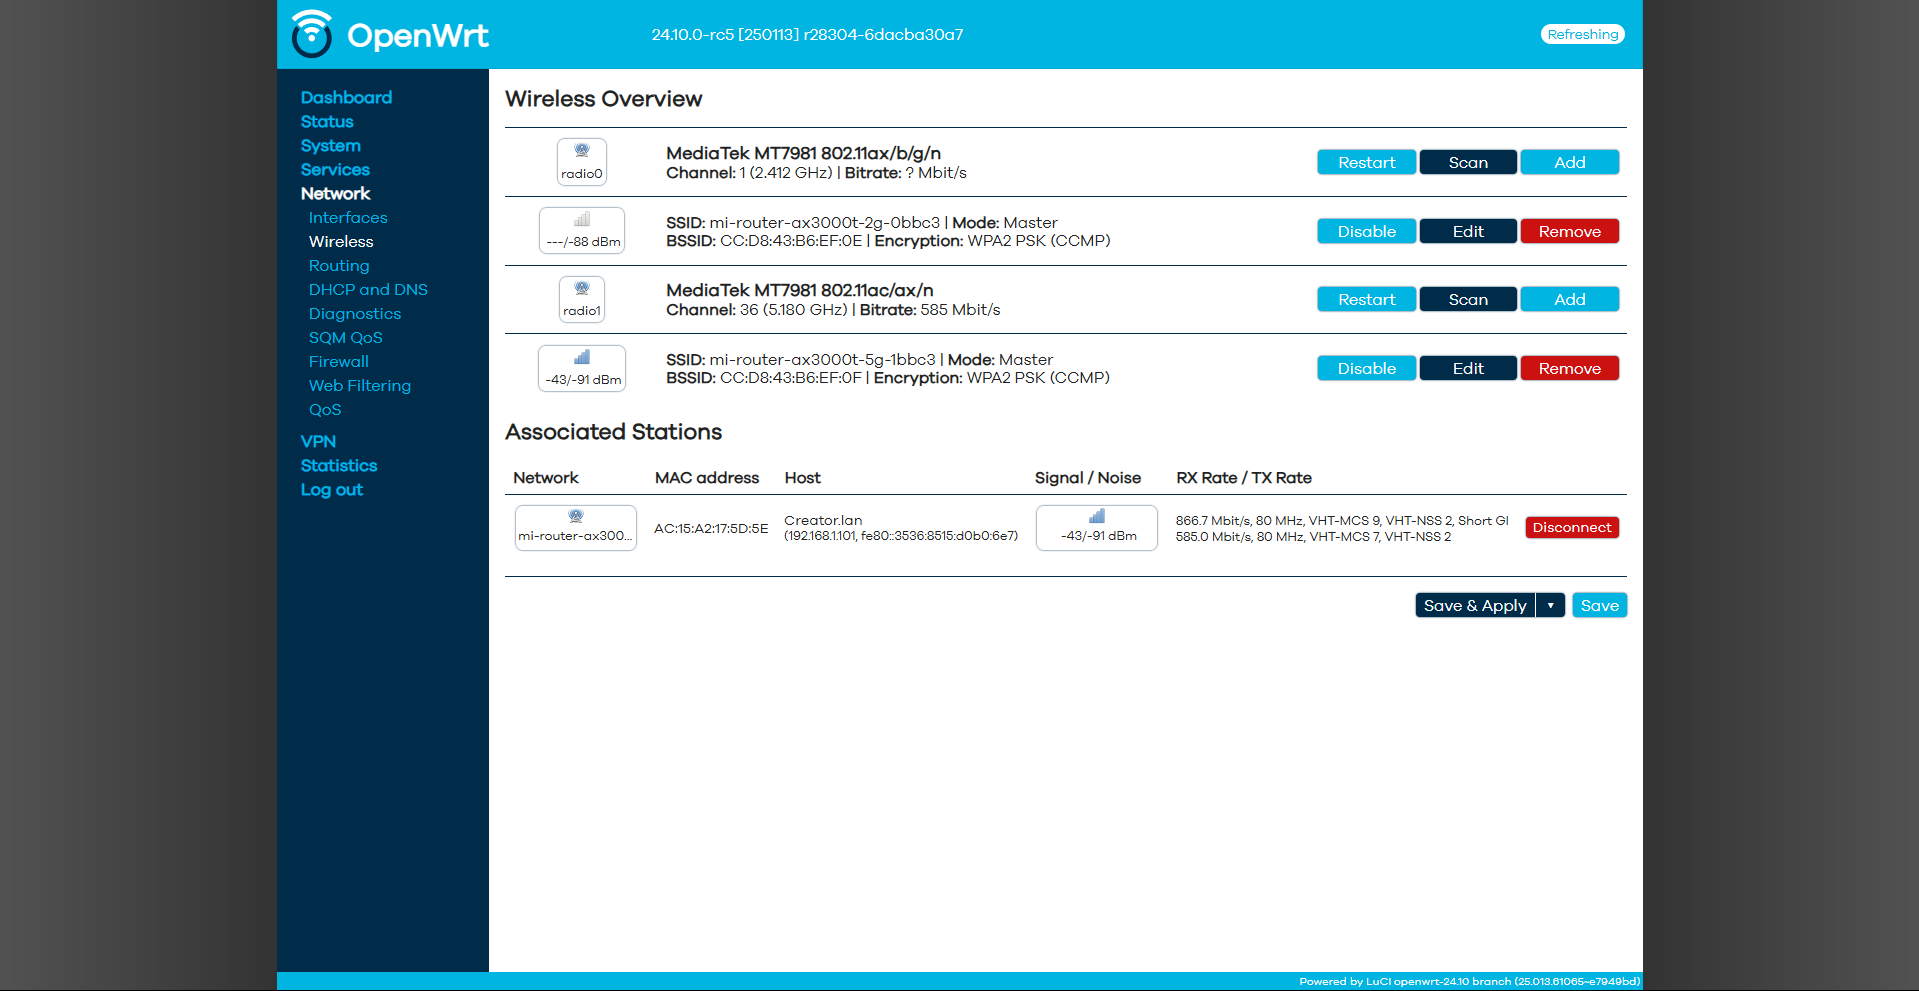 OpenWrt
24.10.0-rc5 [250113] r28304-6dacba30a7
Refreshing
Dashboard
Status
System
Services
Network
Interfaces
Wireless
Routing
DHCP and DNS
Diagnostics
SQM QoS
Firewall
Web Filtering
QoS
VPN
Statistics
Log out
Wireless Overview
radio0
MediaTek MT7981 802.11ax/b/g/n
Channel: 1 (2.412 GHz) | Bitrate: ? Mbit/s
Restart Scan Add
---/-88 dBm
SSID: mi-router-ax3000t-2g-0bbc3 | Mode: Master
BSSID: CC:D8:43:B6:EF:0E | Encryption: WPA2 PSK (CCMP)
Disable Edit Remove
radio1
MediaTek MT7981 802.11ac/ax/n
Channel: 36 (5.180 GHz) | Bitrate: 585 Mbit/s
Restart Scan Add
-43/-91 dBm
SSID: mi-router-ax3000t-5g-1bbc3 | Mode: Master
BSSID: CC:D8:43:B6:EF:0F | Encryption: WPA2 PSK (CCMP)
Disable Edit Remove
Associated Stations
Network MAC address Host Signal / Noise RX Rate / TX Rate
mi-router-ax300...
AC:15:A2:17:5D:5E
Creator.lan
(192.168.1.101, fe80::3536:8515:d0b0:6e7)
-43/-91 dBm
866.7 Mbit/s, 80 MHz, VHT-MCS 9, VHT-NSS 2, Short GI
585.0 Mbit/s, 80 MHz, VHT-MCS 7, VHT-NSS 2
Disconnect
Save & Apply ▾ Save
Powered by LuCI openwrt-24.10 branch (25.013.61065~e7949bd)